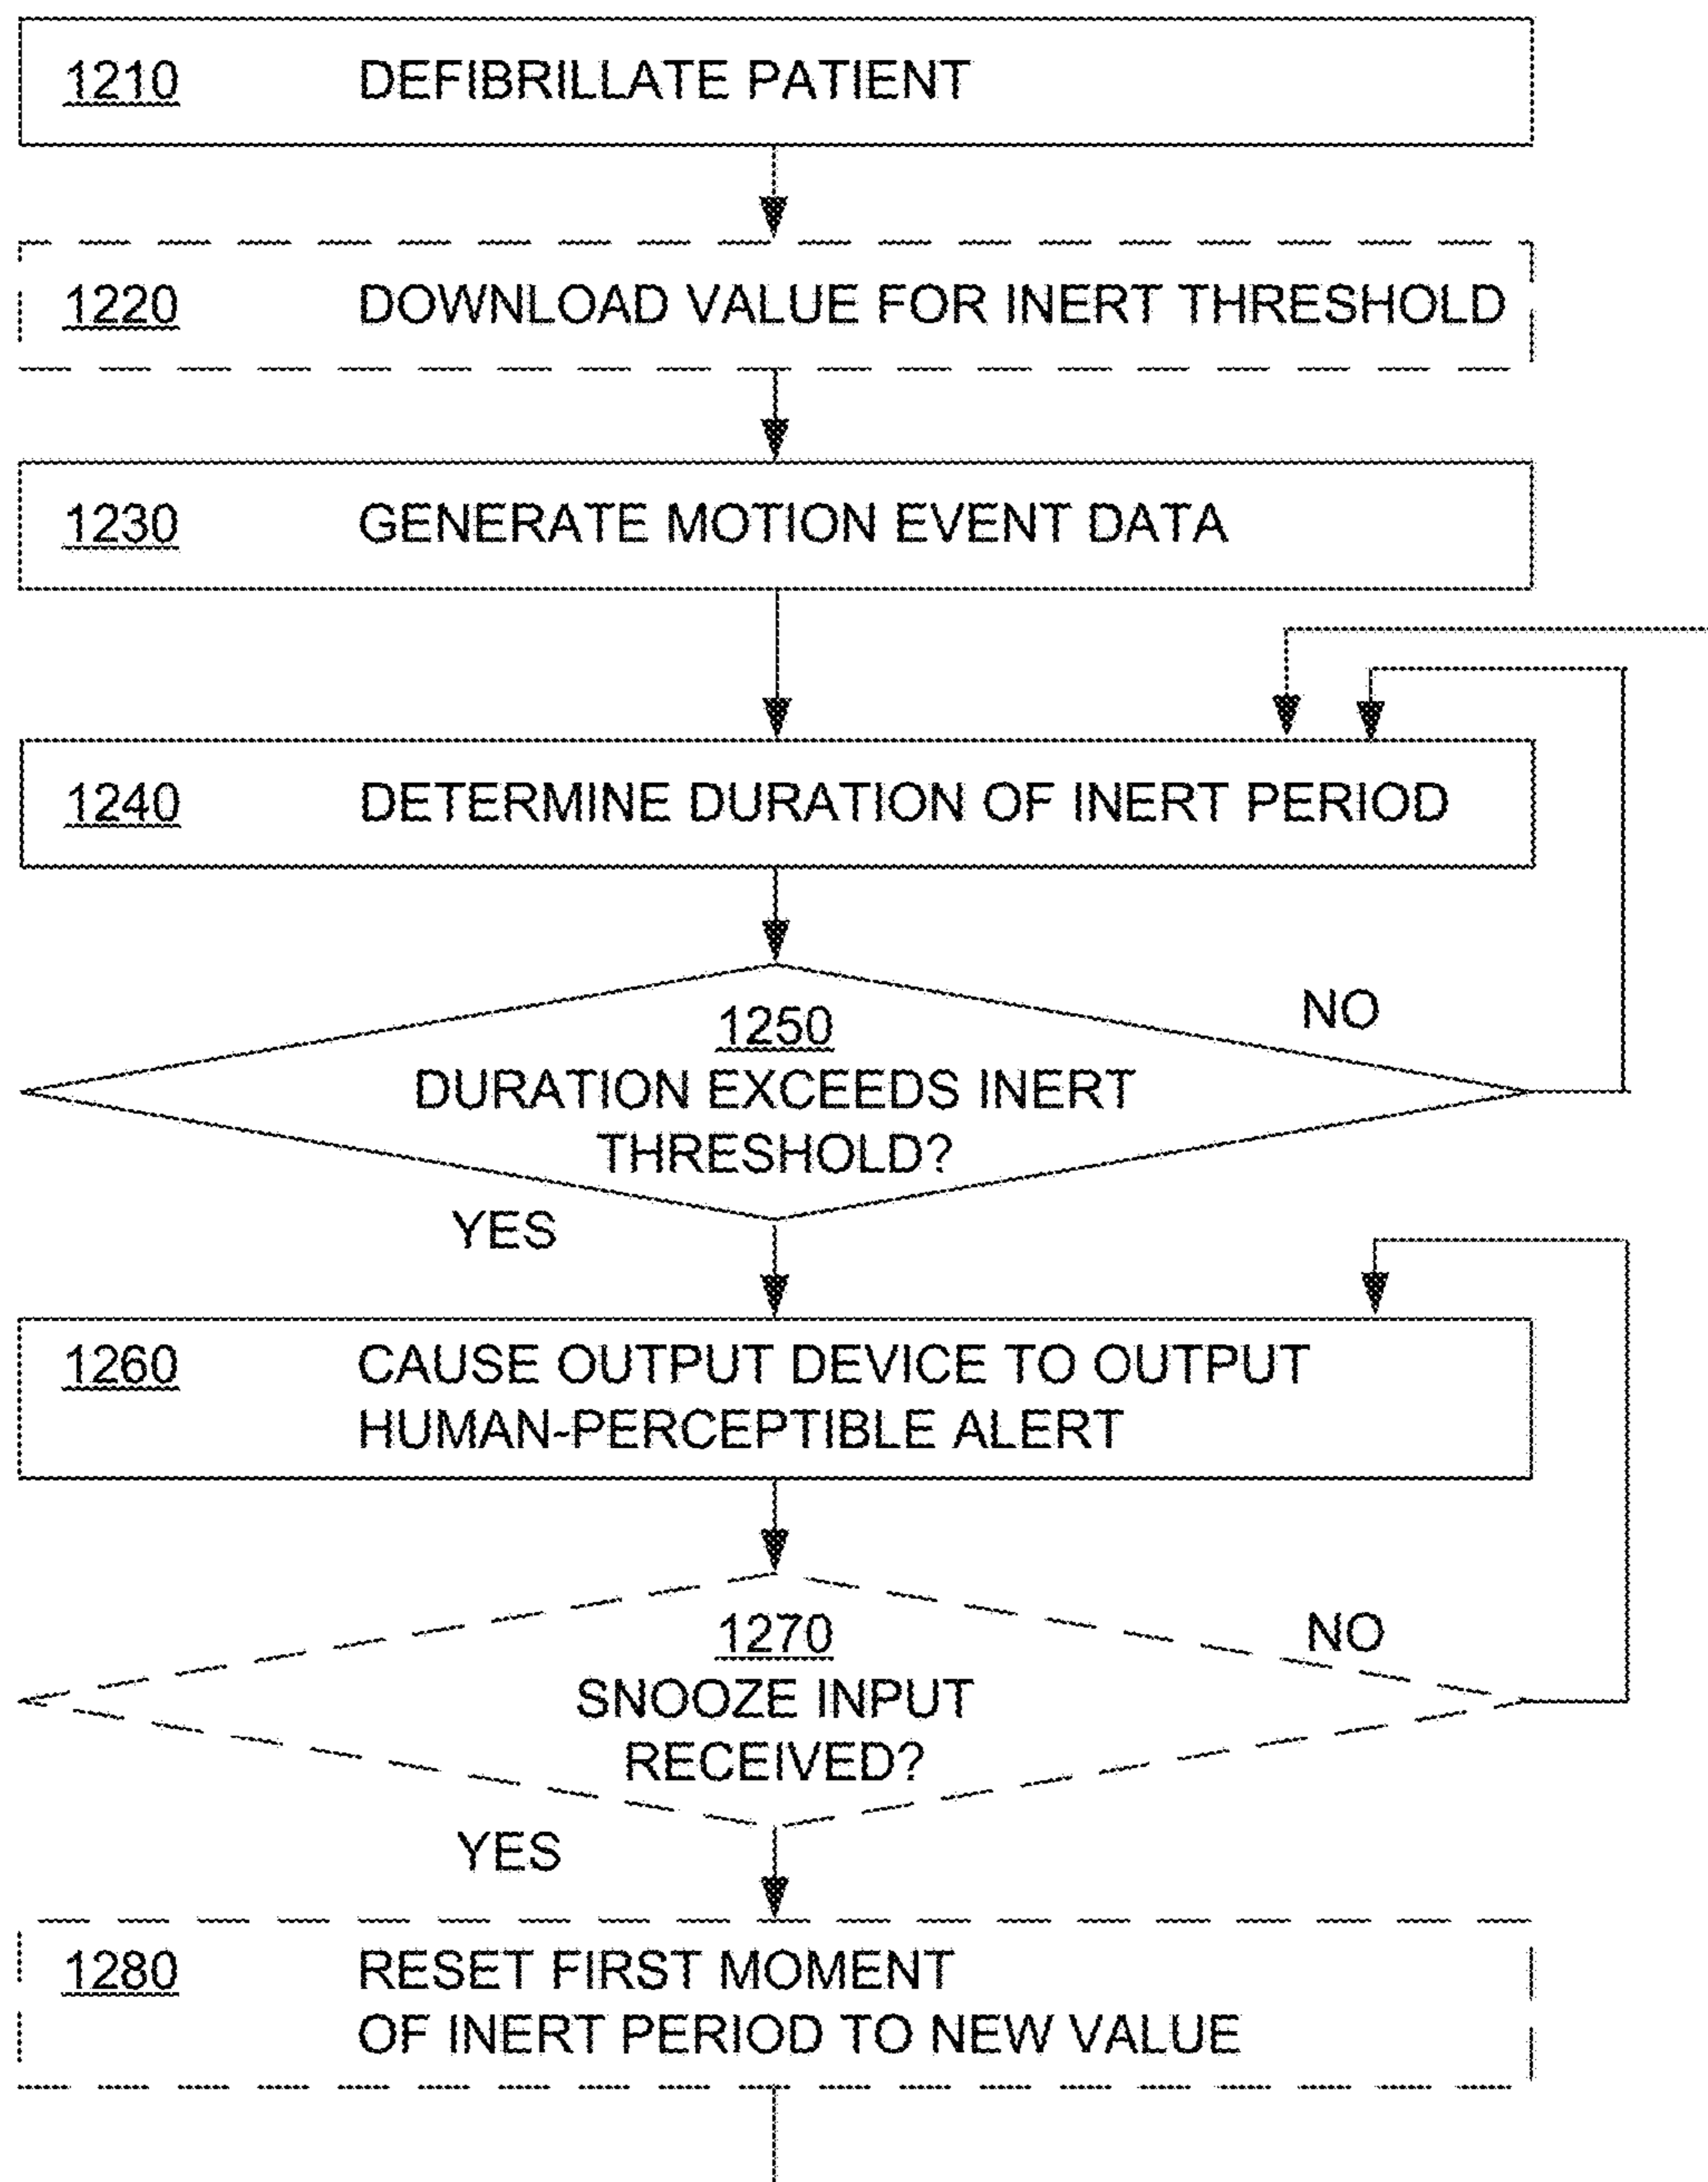 1210 DEFIBRILLATE PATIENT
1220 DOWNLOAD VALUE FOR INERT THRESHOLD
1230 GENERATE MOTION EVENT DATA
1240 DETERMINE DURATION OF INERT PERIOD
1250
NO
DURATION EXCEEDS INERT
THRESHOLD?
YES
1260 CAUSE OUTPUT DEVICE TO OUTPUT
HUMAN-PERCEPTIBLE ALERT
1270
NO
SNOOZE INPUT
RECEIVED?
YES
1280 RESET FIRST MOMENT
OF INERT PERIOD TO NEW VALUE